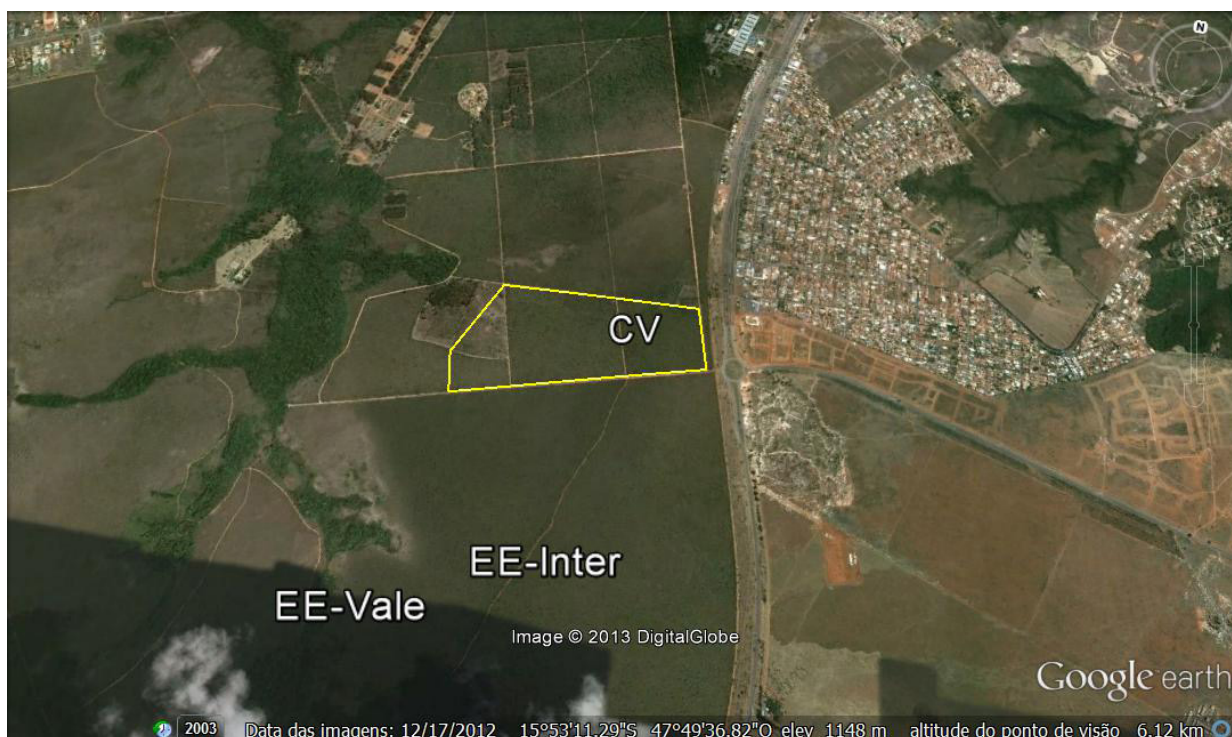 N
CV
EE-Inter
EE-Vale
Image © 2013 DigitalGlobe
Google earth
2003 Data das imagens: 12/17/2012 15°53'11.29"S 47°49'36.82"O elev 1148 m altitude do ponto de visão 6.12 km